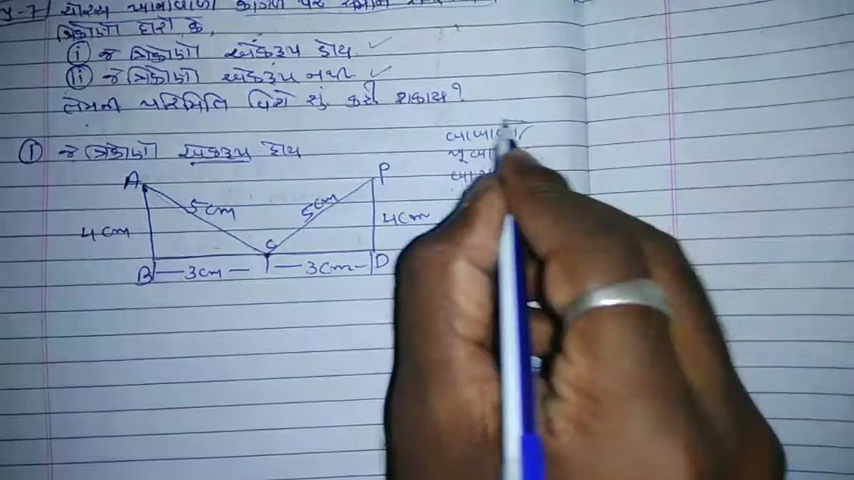 ત્રિકોણો દોરો કે,
(i) જે ત્રિકોણો એકરૂપ હોય ✓
(ii) જે ત્રિકોણો એકરૂપ નથી ✓
તેમની પરિમિતિ વિશે શું કહી શકાય?
(i) જે ત્રિકોણો એકરૂપ હોય
A P
5cm 5cm
4cm 4cm
C
B 3cm 3cm D